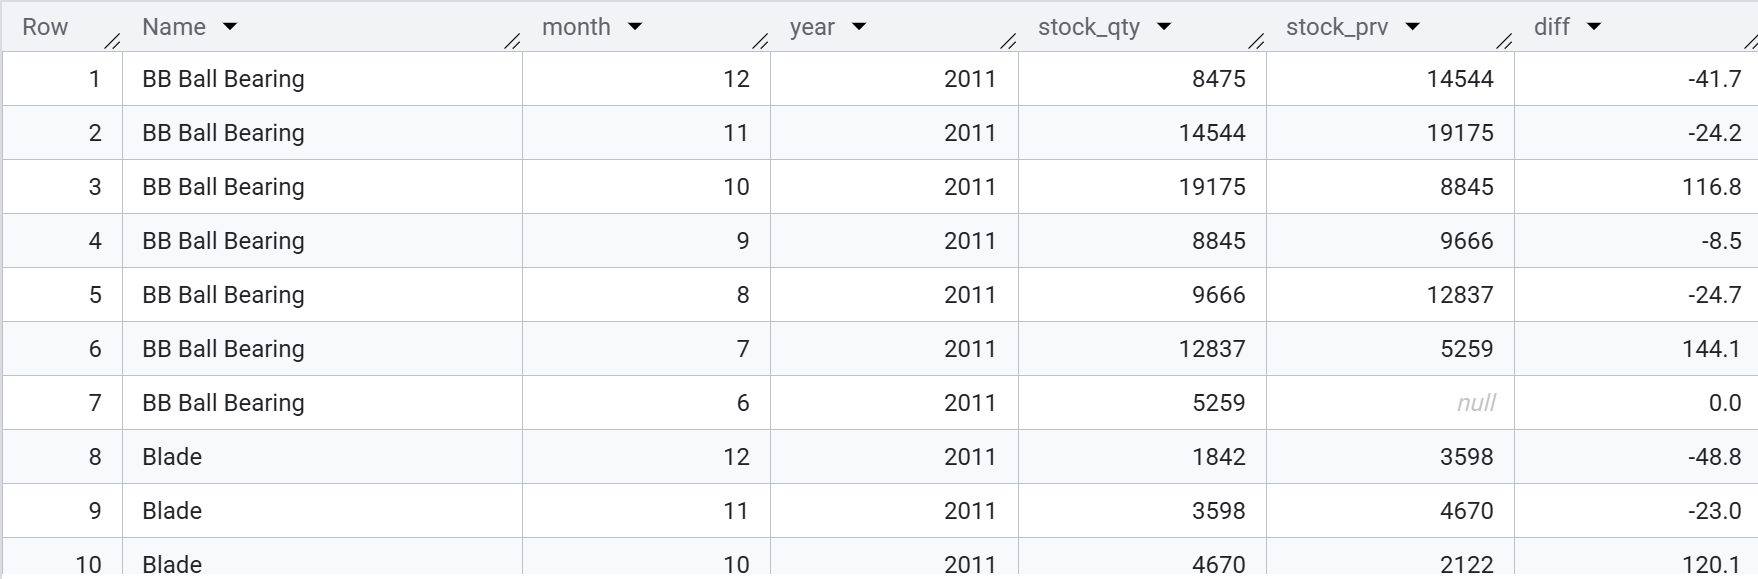 Row Name month year stock_qty stock_prv diff
1 BB Ball Bearing 12 2011 8475 14544 -41.7
2 BB Ball Bearing 11 2011 14544 19175 -24.2
3 BB Ball Bearing 10 2011 19175 8845 116.8
4 BB Ball Bearing 9 2011 8845 9666 -8.5
5 BB Ball Bearing 8 2011 9666 12837 -24.7
6 BB Ball Bearing 7 2011 12837 5259 144.1
7 BB Ball Bearing 6 2011 5259 null 0.0
8 Blade 12 2011 1842 3598 -48.8
9 Blade 11 2011 3598 4670 -23.0
10 Blade 10 2011 4670 2122 120.1